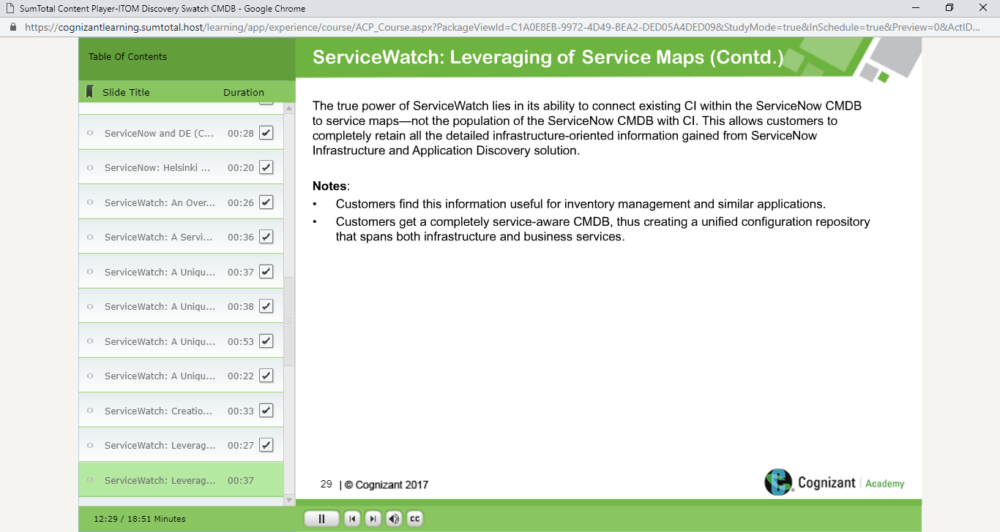 SumTotal Content Player-ITOM Discovery Swatch CMDB - Google Chrome
https://cognizantlearning.sumtotal.host/learning/app/experience/course/ACP_Course.aspx?PackageViewId=C1A0E8EB-9972-4D49-BEA2-DED05A4DED09&StudyMode=true&InSchedule=true&Preview=0&ActID...
Table Of Contents
Slide Title Duration
ServiceNow and DE (C... 00:28
ServiceNow: Helsinki ... 00:20
ServiceWatch: An Over... 00:26
ServiceWatch: A Servi... 00:36
ServiceWatch: A Uniqu... 00:37
ServiceWatch: A Uniqu... 00:38
ServiceWatch: A Uniqu... 00:53
ServiceWatch: A Uniqu... 00:22
ServiceWatch: Creatio... 00:33
ServiceWatch: Leverag... 00:27
ServiceWatch: Leverag... 00:37
12:29 / 18:51 Minutes
ServiceWatch: Leveraging of Service Maps (Contd.)
The true power of ServiceWatch lies in its ability to connect existing CI within the ServiceNow CMDB
to service maps—not the population of the ServiceNow CMDB with CI. This allows customers to
completely retain all the detailed infrastructure-oriented information gained from ServiceNow
Infrastructure and Application Discovery solution.
Notes:
• Customers find this information useful for inventory management and similar applications.
• Customers get a completely service-aware CMDB, thus creating a unified configuration repository
that spans both infrastructure and business services.
29 | © Cognizant 2017
Cognizant | Academy
CC